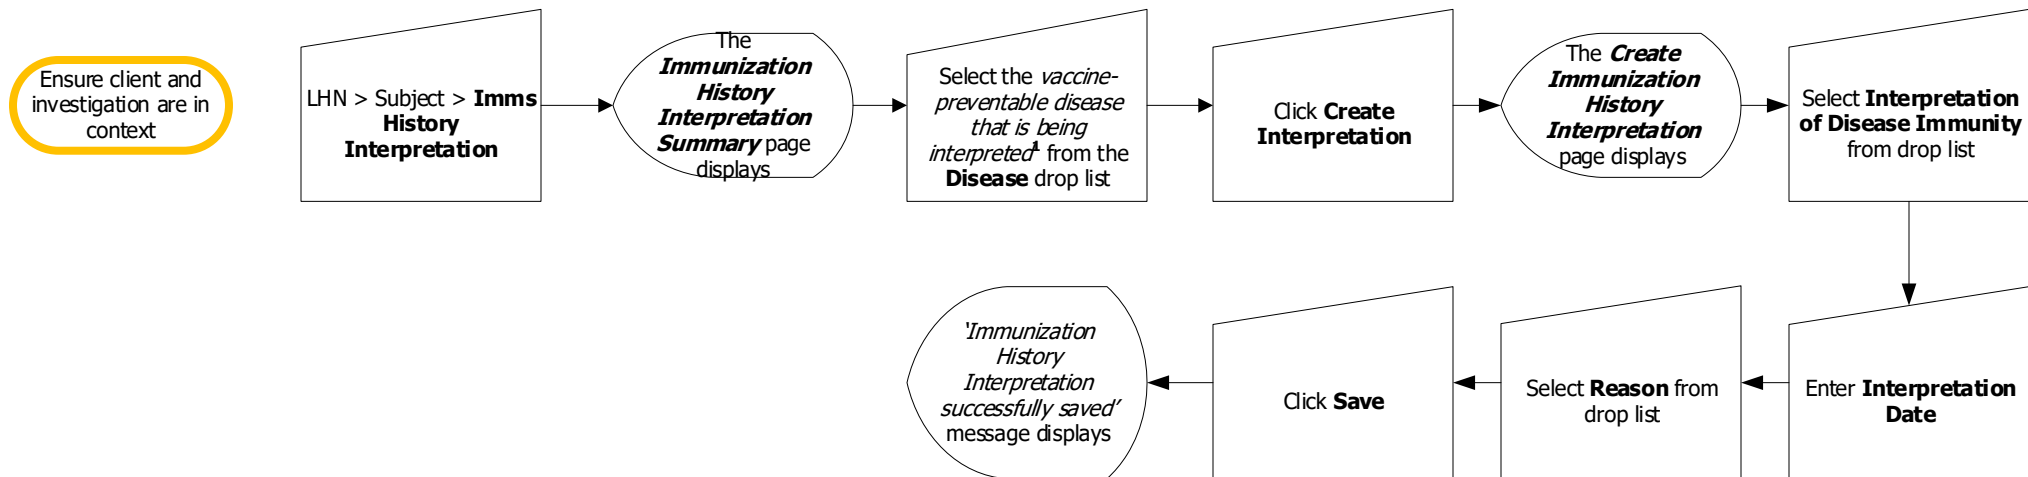 Ensure client and
investigation are in
context
LHN > Subject > Imms
History
Interpretation
The
Immunization
History
Interpretation
Summary page
displays
Select the vaccine-
preventable disease
that is being
interpreted1 from the
Disease drop list
Click Create
Interpretation
The Create
Immunization
History
Interpretation
page displays
Select Interpretation
of Disease Immunity
from drop list
Enter Interpretation
Date
Select Reason from
drop list
Click Save
‘Immunization
History
Interpretation
successfully saved’
message displays